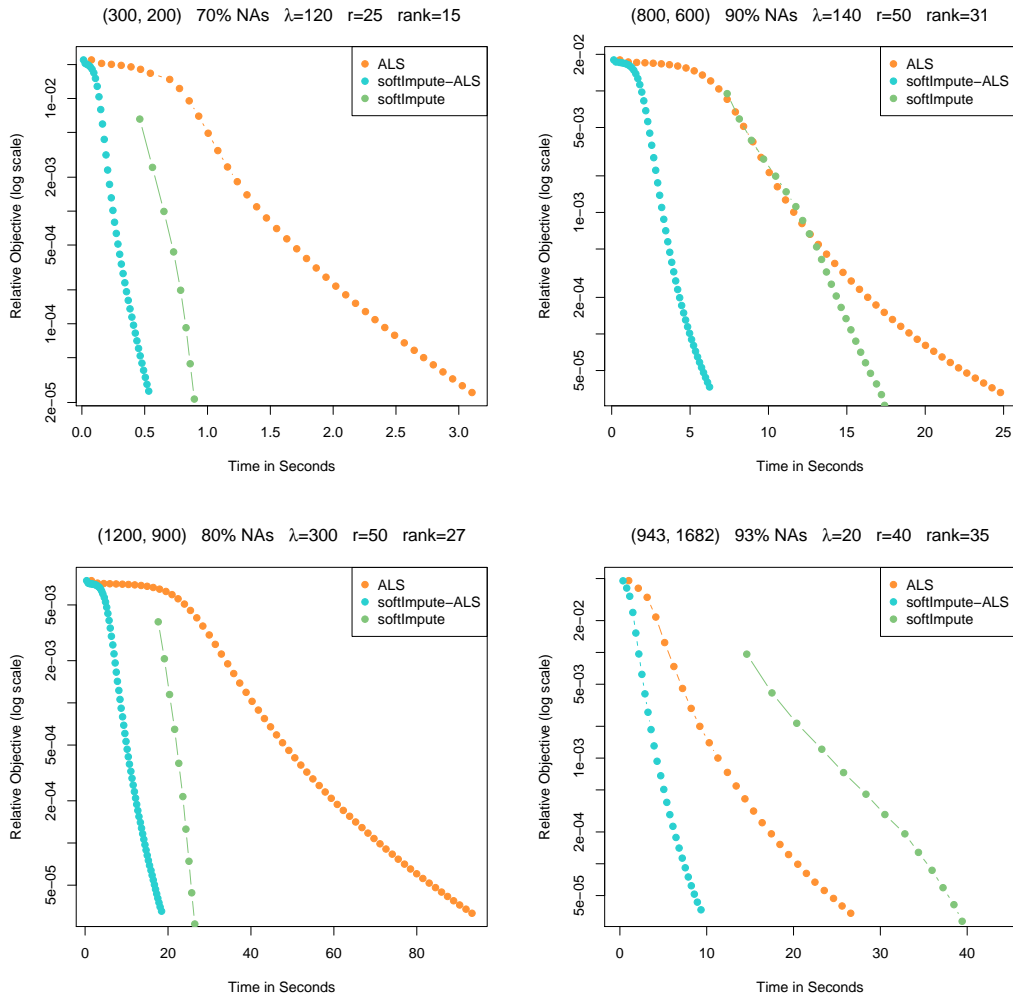 (300, 200) 70% NAs λ=120 r=25 rank=15
Relative Objective (log scale)
1e-02
2e-03
5e-04
1e-04
2e-05
ALS
softImpute-ALS
softImpute
0.0 0.5 1.0 1.5 2.0 2.5 3.0
Time in Seconds
(800, 600) 90% NAs λ=140 r=50 rank=31
Relative Objective (log scale)
2e-02
5e-03
1e-03
2e-04
5e-05
ALS
softImpute-ALS
softImpute
0 5 10 15 20 25
Time in Seconds
(1200, 900) 80% NAs λ=300 r=50 rank=27
Relative Objective (log scale)
5e-03
2e-03
5e-04
2e-04
5e-05
ALS
softImpute-ALS
softImpute
0 20 40 60 80
Time in Seconds
(943, 1682) 93% NAs λ=20 r=40 rank=35
Relative Objective (log scale)
2e-02
5e-03
1e-03
2e-04
5e-05
ALS
softImpute-ALS
softImpute
0 10 20 30 40
Time in Seconds